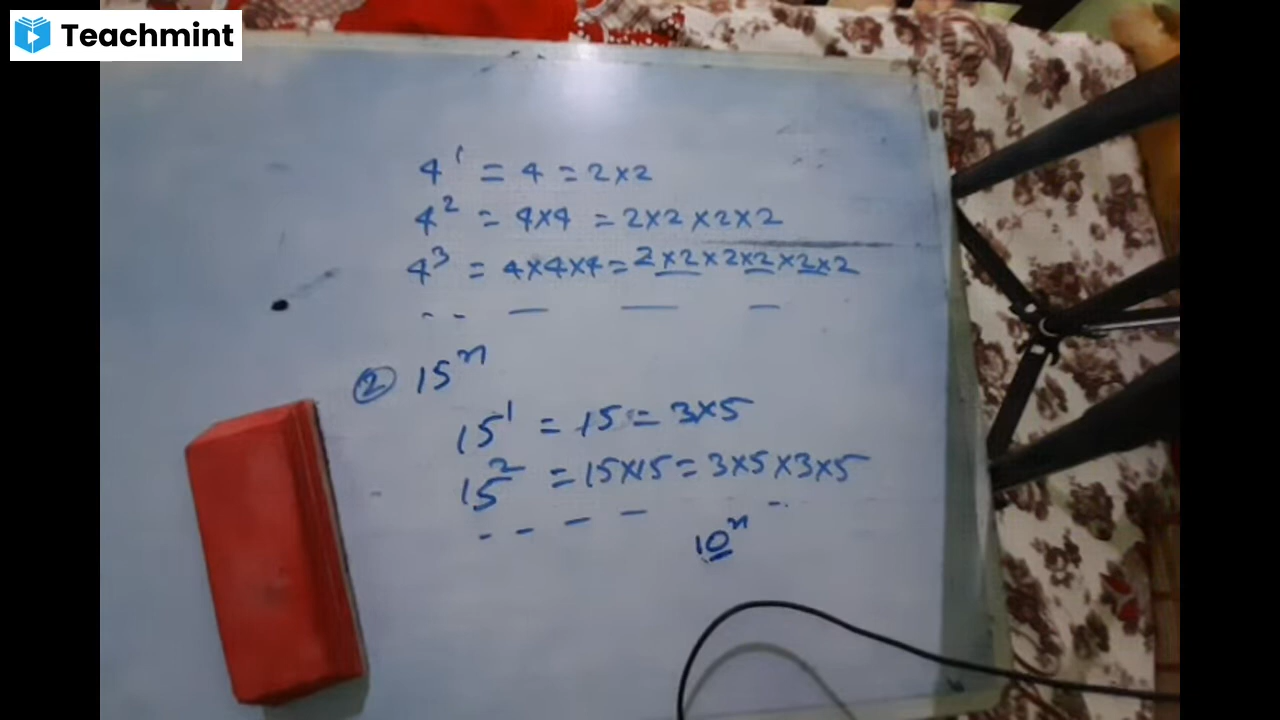 Teachmint
4¹ = 4 = 2×2
4² = 4×4 = 2×2×2×2
4³ = 4×4×4 = 2×2×2×2×2×2
② 15ⁿ
15¹ = 15 = 3×5
15² = 15×15 = 3×5×3×5
10ⁿ